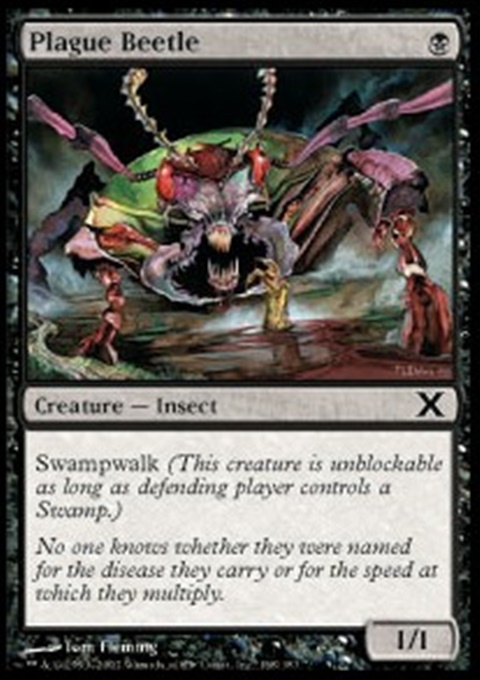 Plague Beetle
Creature — Insect
X
Swampwalk (This creature is unblockable
as long as defending player controls a
Swamp.)
No one knows whether they were named
for the disease they carry or for the speed at
which they multiply.
Tom Fleming
1/1